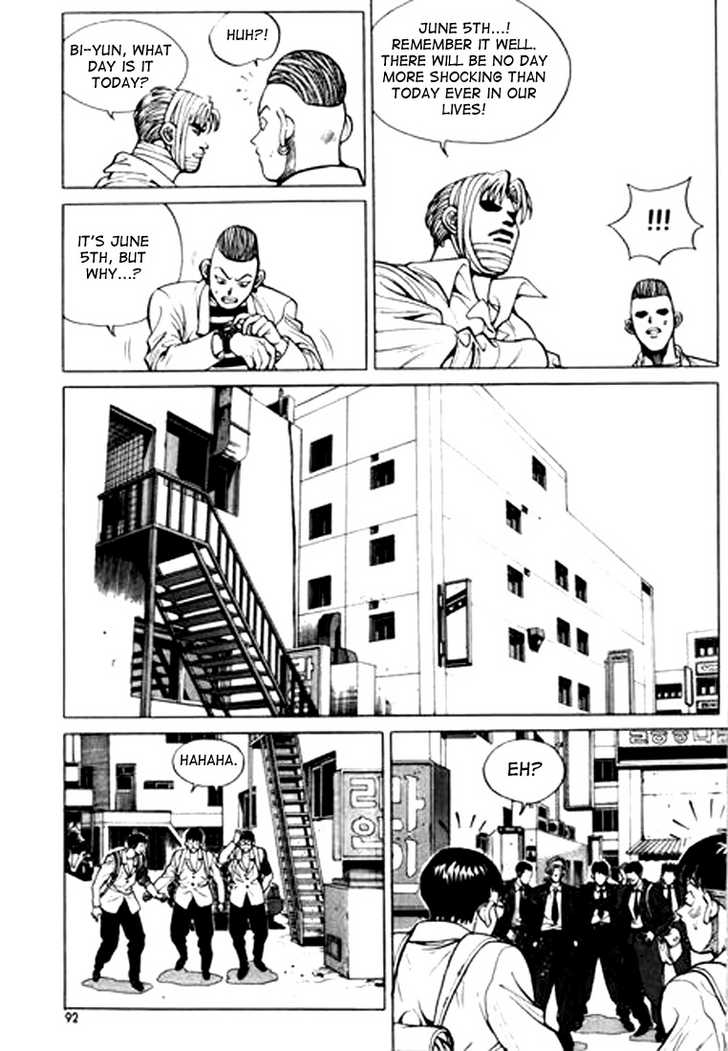 BI-YUN, WHAT
DAY IS IT
TODAY?
HUH?!
JUNE 5TH...!
REMEMBER IT WELL.
THERE WILL BE NO DAY
MORE SHOCKING THAN
TODAY EVER IN OUR
LIVES!
!!!
IT'S JUNE
5TH, BUT
WHY...?
HAHAHA.
EH?
92